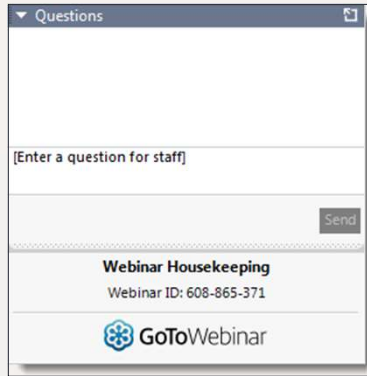 Questions
[Enter a question for staff]
Send
Webinar Housekeeping
Webinar ID: 608-865-371
GoToWebinar